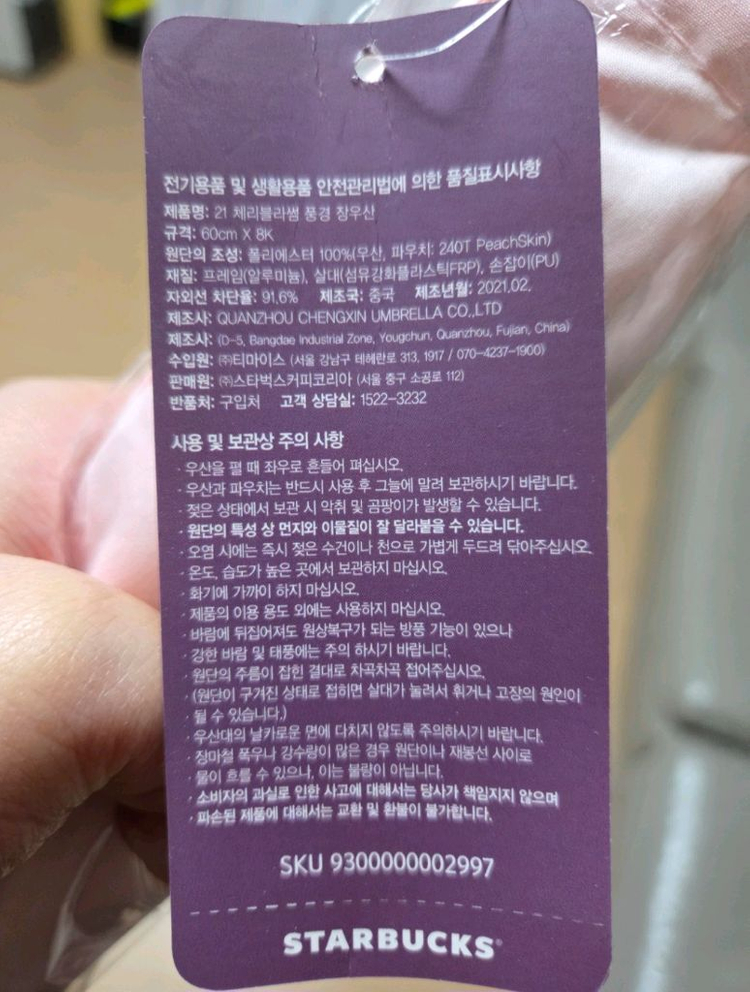 전기용품 및 생활용품 안전관리법에 의한 품질표시사항
제품명: 21 체리블라썸 풍경 장우산
규격: 60cm X 8K
원단의 조성: 폴리에스터 100%(우산, 파우치: 240T PeachSkin)
재질: 프레임(알루미늄), 살대(섬유강화플라스틱FRP), 손잡이(PU)
자외선 차단율: 91.6% 제조국: 중국 제조년월: 2021.02.
제조사: QUANZHOU CHENGXIN UMBRELLA CO.,LTD
제조사: (D-5, Bangdae Industrial Zone, Yougchun, Quanzhou, Fujian, China)
수입원: ㈜티마이스 (서울 강남구 테헤란로 313, 1917 / 070-4237-1900)
판매원: ㈜스타벅스커피코리아 (서울 중구 소공로 112)
반품처: 구입처 고객 상담실: 1522-3232
사용 및 보관상 주의 사항
· 우산을 펼 때 좌우로 흔들어 펴십시오.
· 우산과 파우치는 반드시 사용 후 그늘에 말려 보관하시기 바랍니다.
· 젖은 상태에서 보관 시 악취 및 곰팡이가 발생할 수 있습니다.
· 원단의 특성 상 먼지와 이물질이 잘 달라붙을 수 있습니다.
· 오염 시에는 즉시 젖은 수건이나 천으로 가볍게 두드려 닦아주십시오.
· 온도, 습도가 높은 곳에서 보관하지 마십시오.
· 화기에 가까이 하지 마십시오.
· 제품의 이용 용도 외에는 사용하지 마십시오.
· 바람에 뒤집어져도 원상복구가 되는 방풍 기능이 있으나
· 강한 바람 및 태풍에는 주의 하시기 바랍니다.
· 원단의 주름이 잡힌 결대로 차곡차곡 접어주십시오.
· (원단이 구겨진 상태로 접히면 살대가 눌려서 휘거나 고장의 원인이
· 될 수 있습니다.)
· 우산대의 날카로운 면에 다치지 않도록 주의하시기 바랍니다.
· 장마철 폭우나 강수량이 많은 경우 원단이나 재봉선 사이로
· 물이 흐를 수 있으나, 이는 불량이 아닙니다.
· 소비자의 과실로 인한 사고에 대해서는 당사가 책임지지 않으며
· 파손된 제품에 대해서는 교환 및 환불이 불가합니다.
SKU 9300000002997
STARBUCKS®